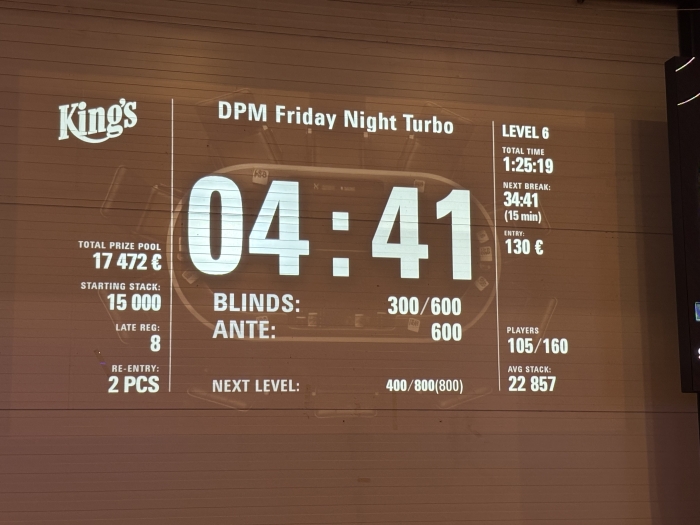 King's
DPM Friday Night Turbo
04:41
BLINDS: 300/600
ANTE: 600
NEXT LEVEL: 400/800(800)
TOTAL PRIZE POOL
17 472 €
STARTING STACK:
15 000
LATE REG:
8
RE-ENTRY:
2 PCS
LEVEL 6
TOTAL TIME
1:25:19
NEXT BREAK:
34:41
(15 min)
ENTRY:
130 €
PLAYERS
105/160
AVG STACK:
22 857